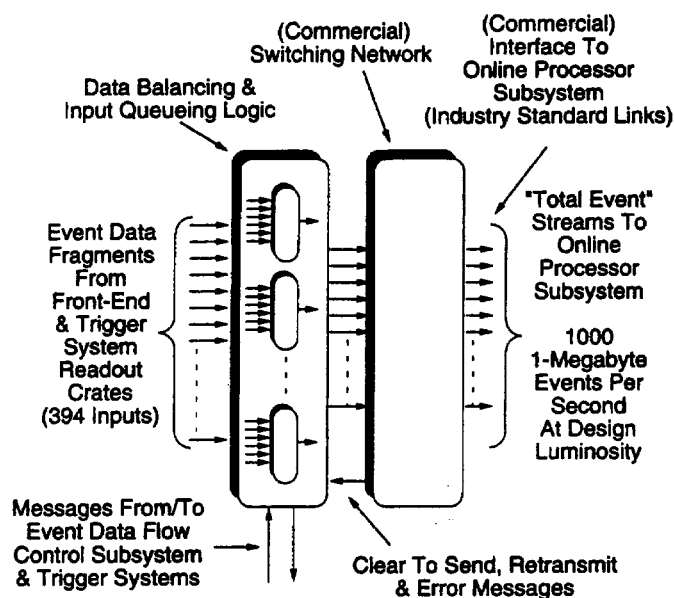 (Commercial)
Switching Network
(Commercial)
Interface To
Online Processor
Subsystem
(Industry Standard Links)
Data Balancing &
Input Queueing Logic
Event Data
Fragments
From
Front-End
& Trigger
System
Readout
Crates
(394 Inputs)
"Total Event"
Streams To
Online
Processor
Subsystem
1000
1-Megabyte
Events Per
Second
At Design
Luminosity
Messages From/To
Event Data Flow
Control Subsystem
& Trigger Systems
Clear To Send, Retransmit
& Error Messages